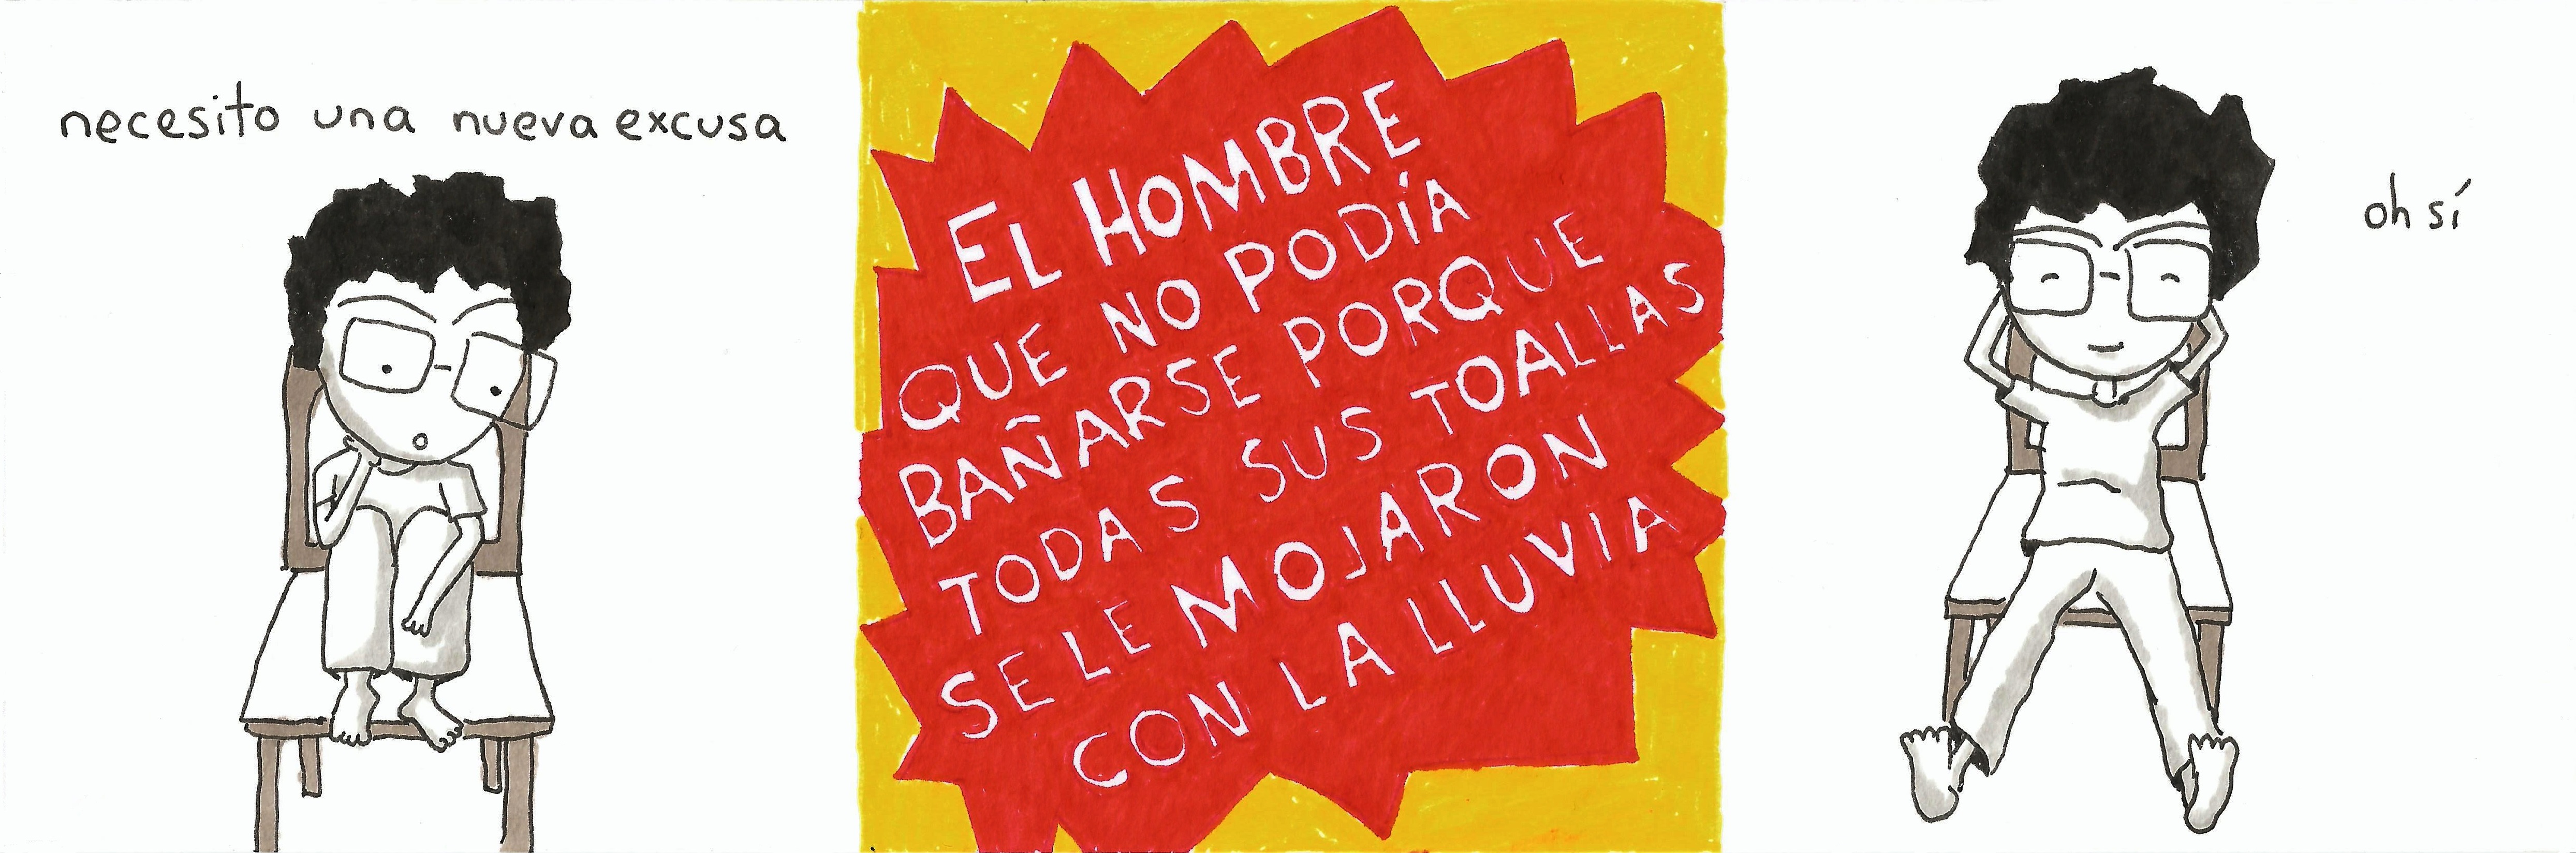 necesito una nueva excusa
EL HOMBRE
QUE NO PODÍA
BAÑARSE PORQUE
TODAS SUS TOALLAS
SE LE MOJARON
CON LA LLUVIA
oh sí